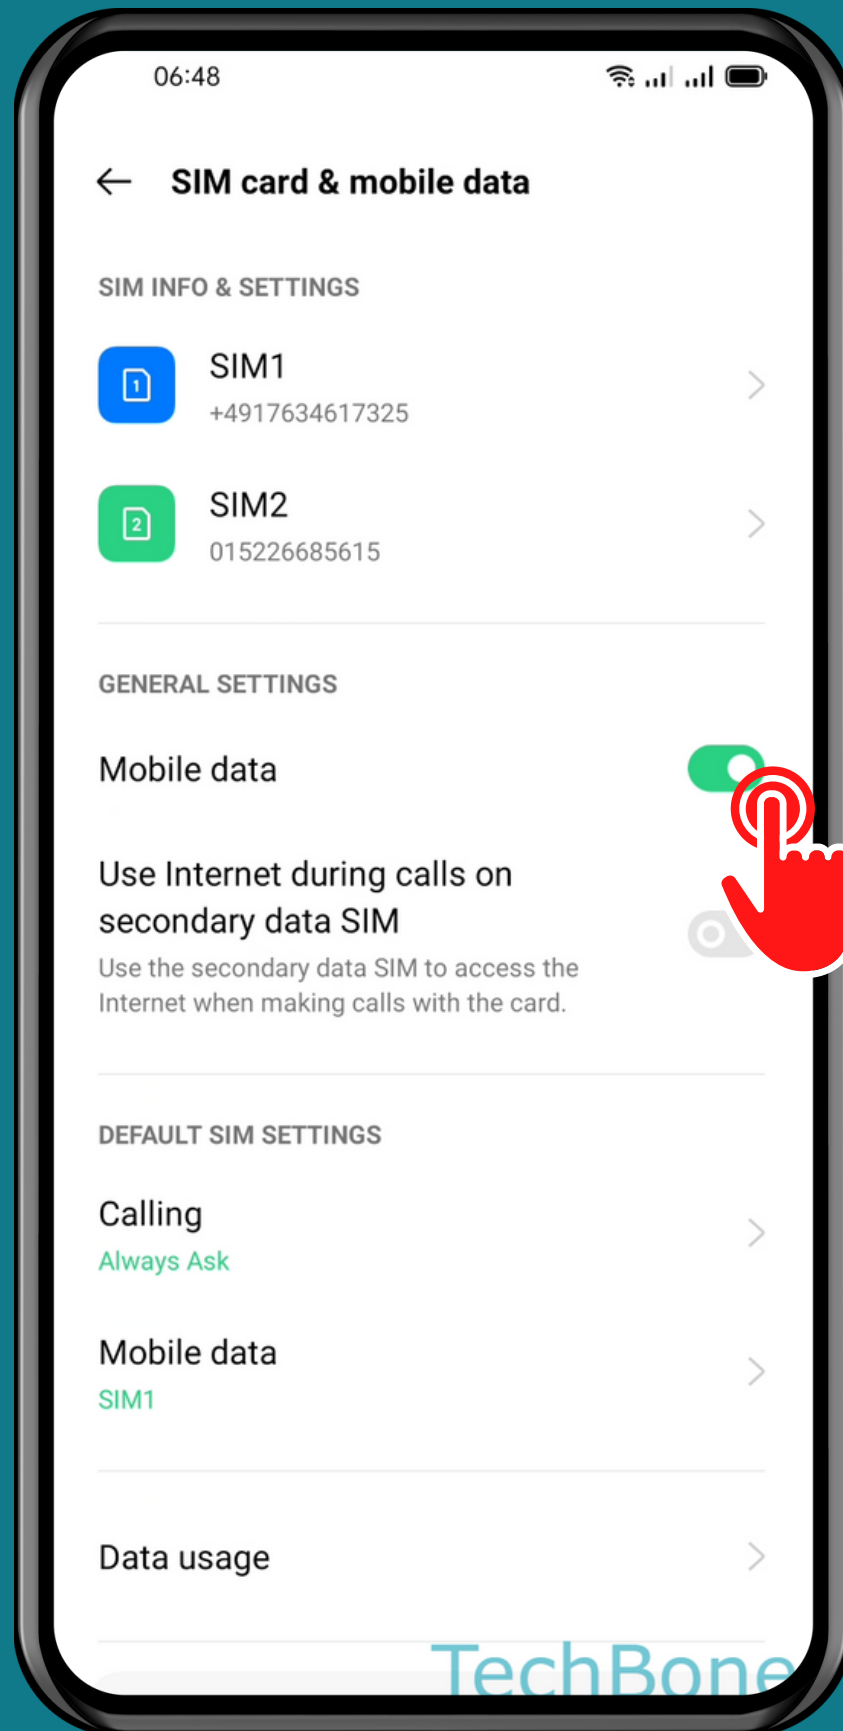 06:48
SIM card & mobile data
SIM INFO & SETTINGS
1
SIM1
+4917634617325
2
SIM2
015226685615
GENERAL SETTINGS
Mobile data
Use Internet during calls on
secondary data SIM
Use the secondary data SIM to access the
Internet when making calls with the card.
DEFAULT SIM SETTINGS
Calling
Always Ask
Mobile data
SIM1
Data usage
TechBone